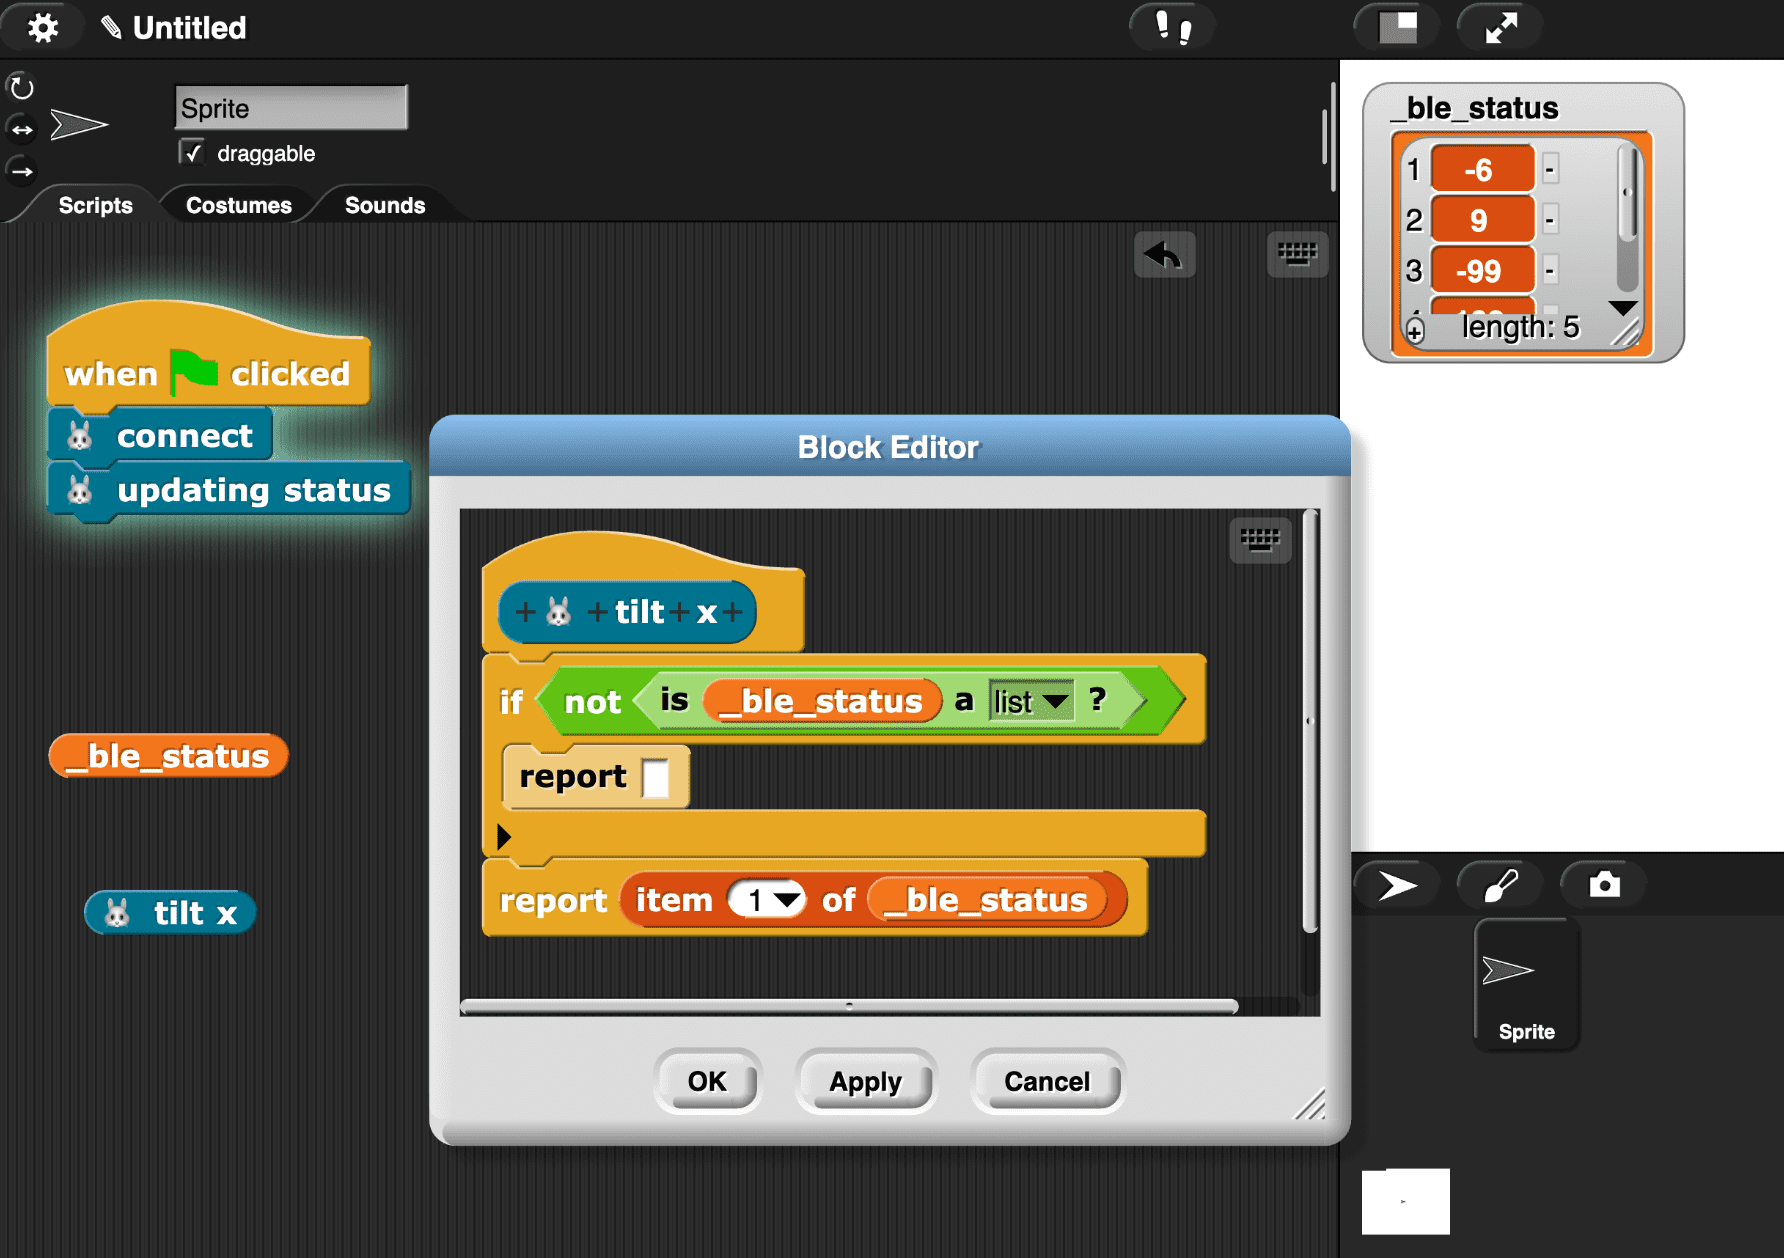 Untitled
Sprite
draggable
Scripts Costumes Sounds
when clicked
connect
updating status
_ble_status
tilt x
Block Editor
+ + tilt + x +
if not is _ble_status a list ?
report
report item 1 of _ble_status
OK Apply Cancel
_ble_status
1 -6 -
2 9 -
3 -99 -
+ length: 5
Sprite